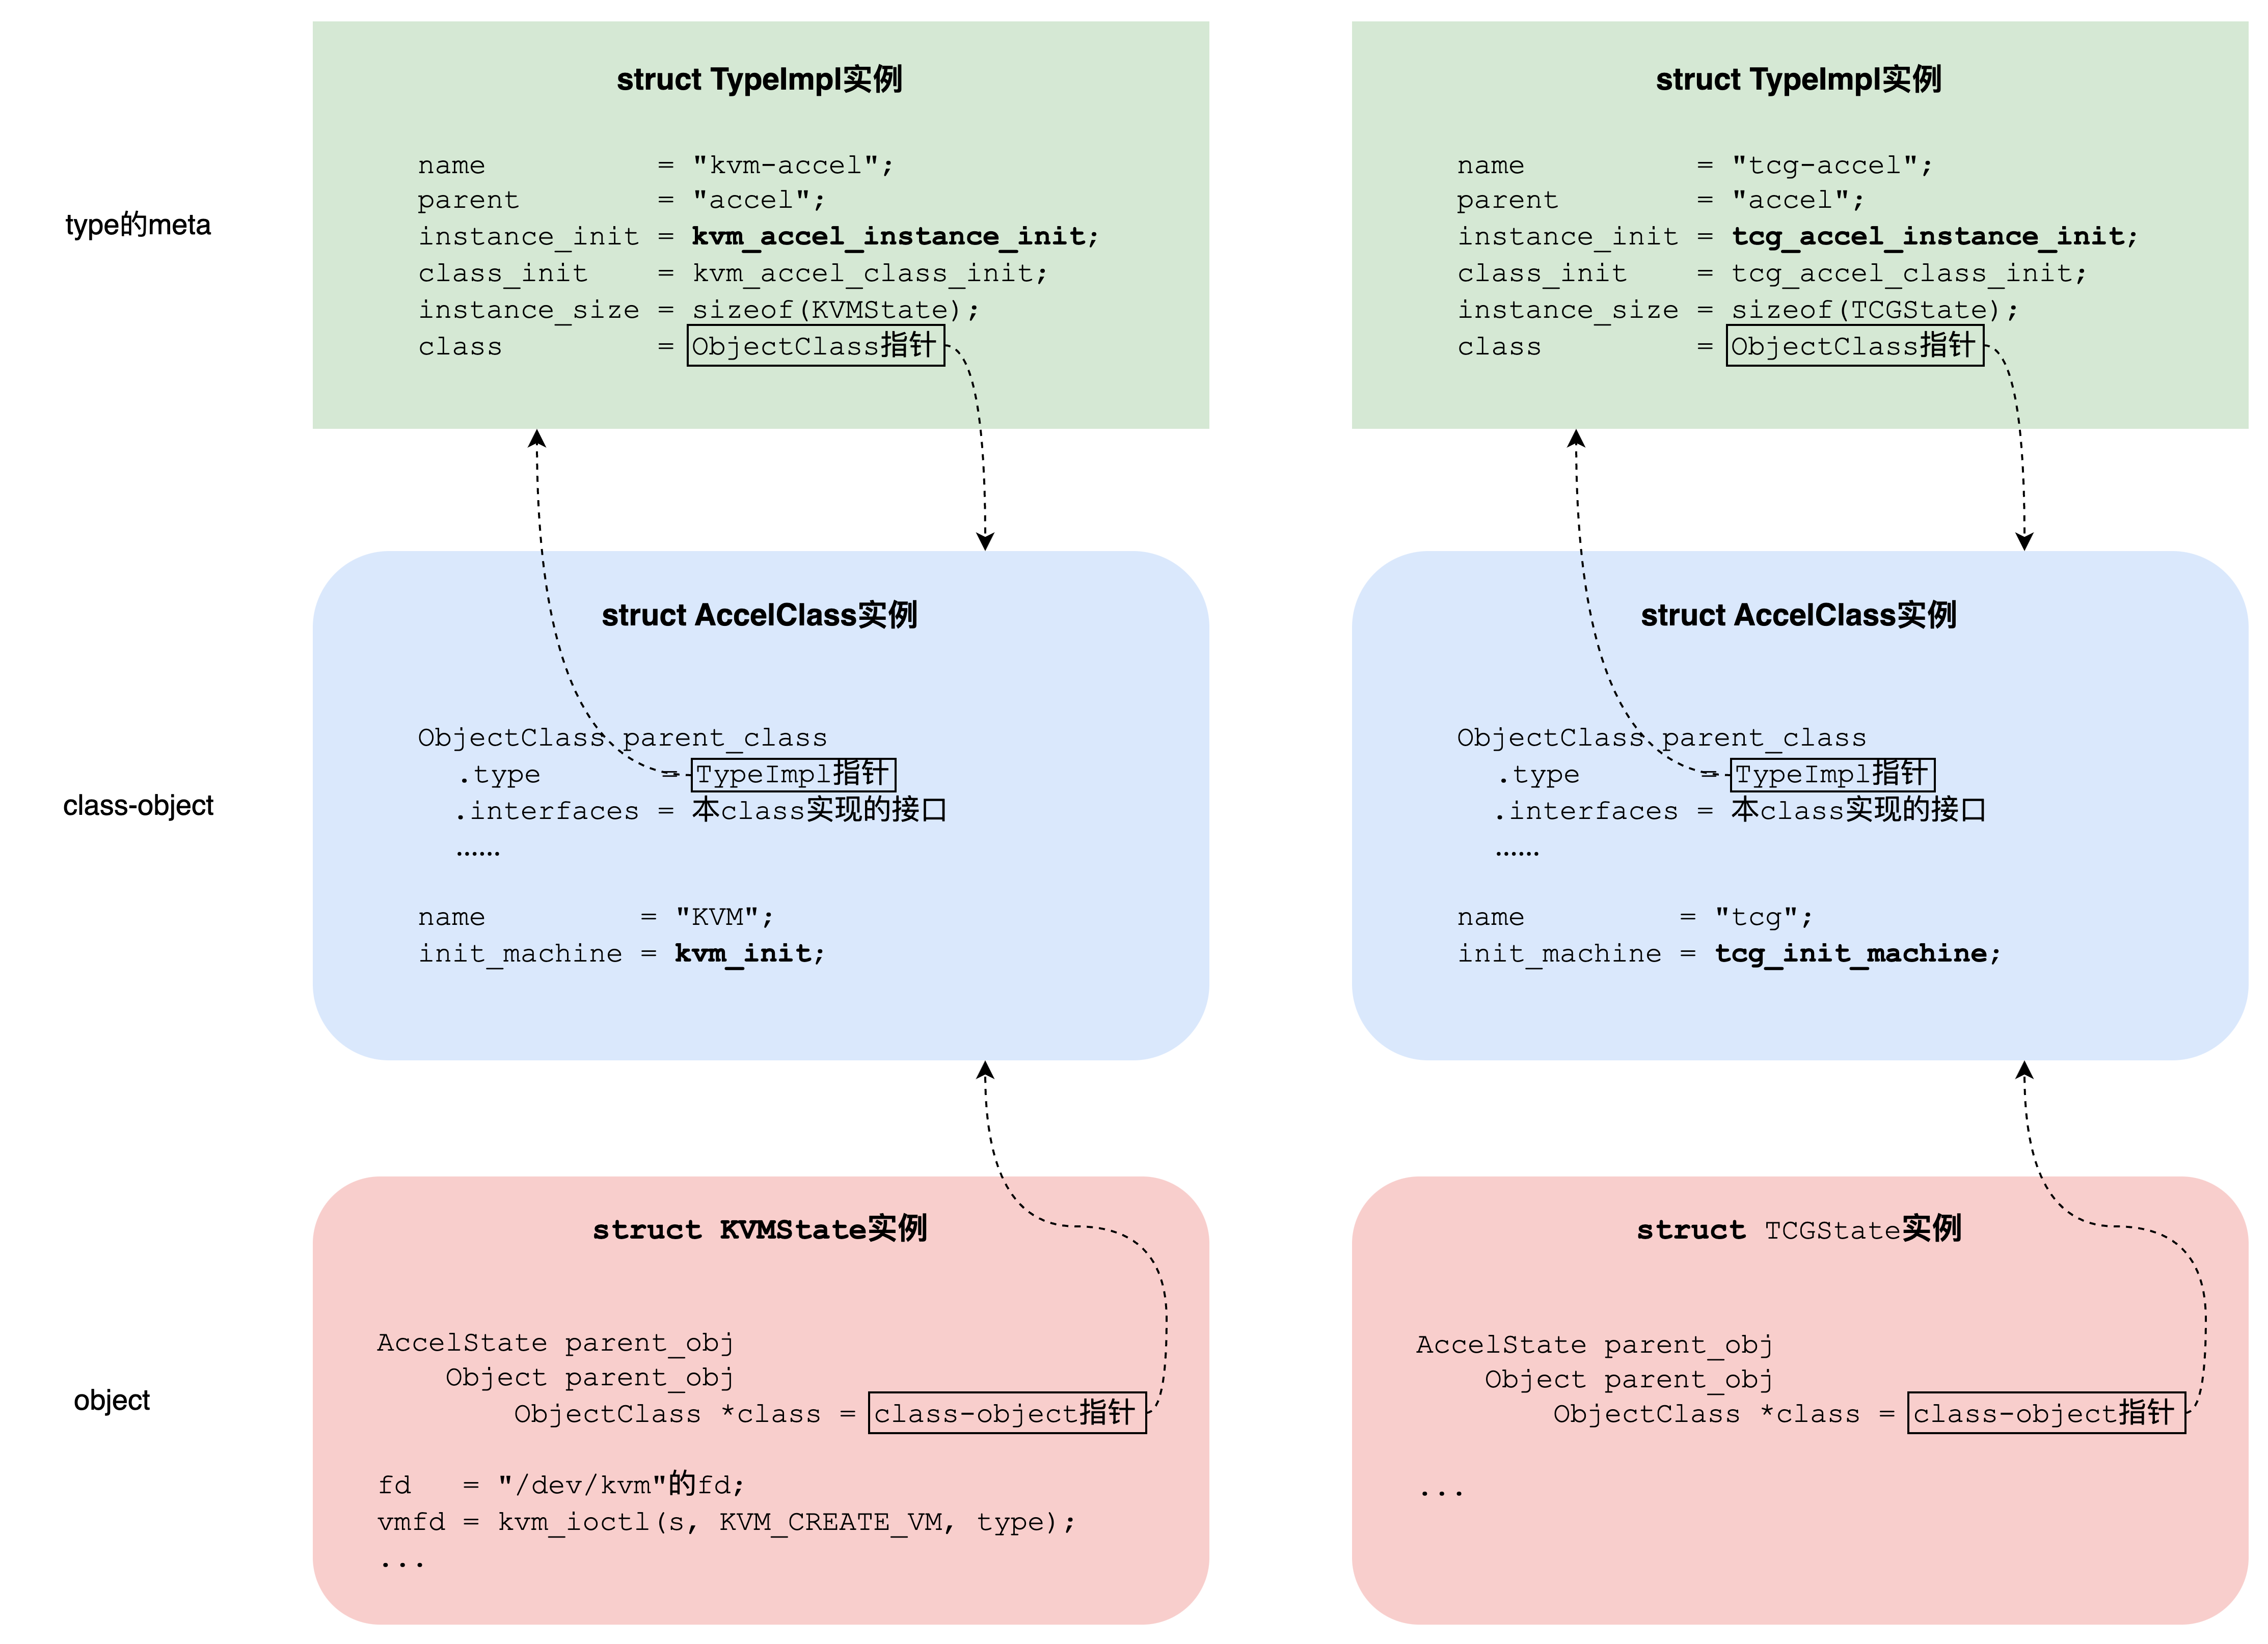 type的meta
struct TypeImpl实例
name = "kvm-accel";
parent = "accel";
instance_init = kvm_accel_instance_init;
class_init = kvm_accel_class_init;
instance_size = sizeof(KVMState);
class = ObjectClass指针
struct TypeImpl实例
name = "tcg-accel";
parent = "accel";
instance_init = tcg_accel_instance_init;
class_init = tcg_accel_class_init;
instance_size = sizeof(TCGState);
class = ObjectClass指针
class-object
struct AccelClass实例
ObjectClass parent_class
.type = TypeImpl指针
.interfaces = 本class实现的接口
......
name = "KVM";
init_machine = kvm_init;
struct AccelClass实例
ObjectClass parent_class
.type = TypeImpl指针
.interfaces = 本class实现的接口
......
name = "tcg";
init_machine = tcg_init_machine;
object
struct KVMState实例
AccelState parent_obj
Object parent_obj
ObjectClass *class = class-object指针
fd = "/dev/kvm"的fd;
vmfd = kvm_ioctl(s, KVM_CREATE_VM, type);
...
struct TCGState实例
AccelState parent_obj
Object parent_obj
ObjectClass *class = class-object指针
...